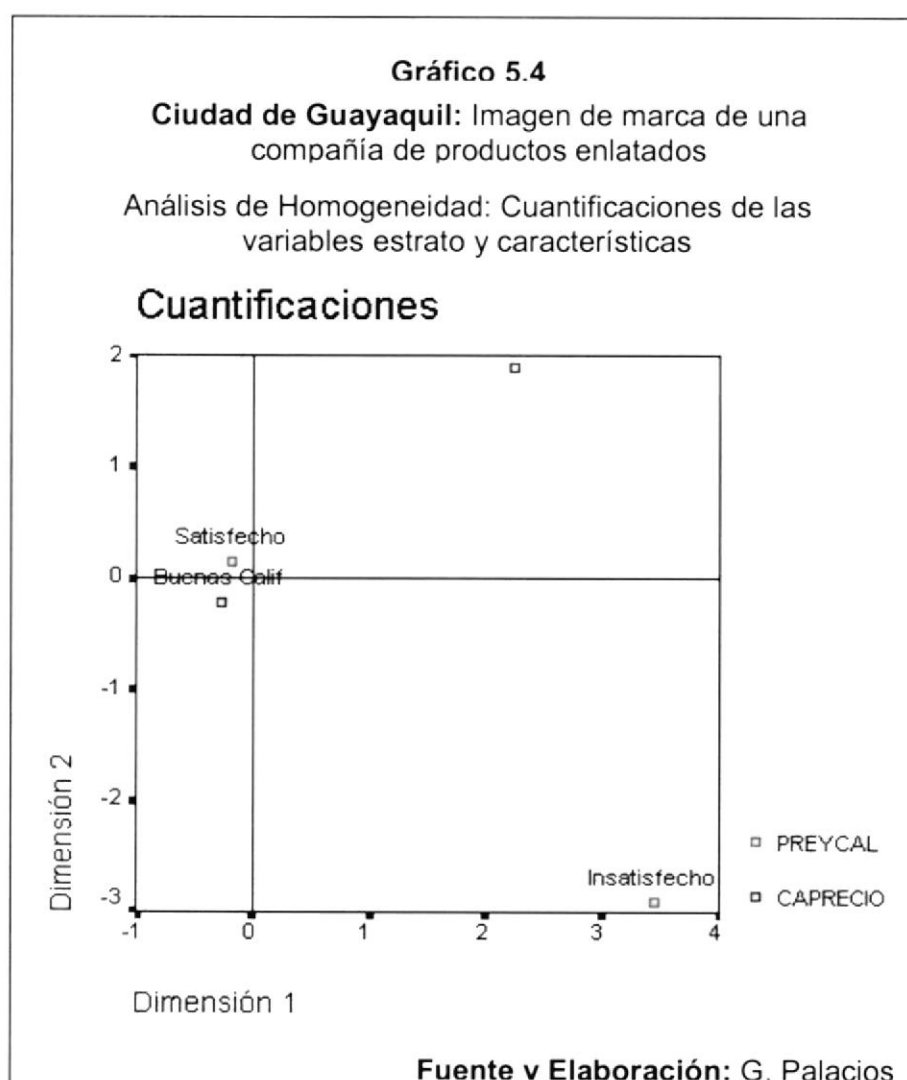 Gráfico 5.4
Ciudad de Guayaquil: Imagen de marca de una
compañía de productos enlatados
Análisis de Homogeneidad: Cuantificaciones de las
variables estrato y características
Cuantificaciones
2
1
0
-1
-2
-3
Satisfecho
Buenas Calif
Insatisfecho
Dimensión 2
-1
0
1
2
3
4
Dimensión 1
PREYCAL
CAPRECIO
Fuente y Elaboración: G. Palacios